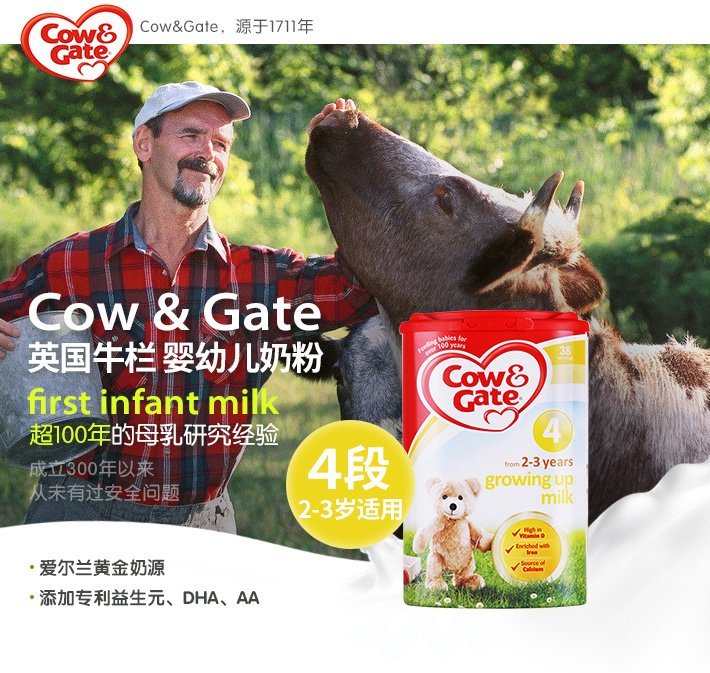 Cow&
Gate
Cow&Gate，源于1711年
Cow & Gate
英国牛栏 婴幼儿奶粉
first infant milk
超100年的母乳研究经验
成立300年以来
从未有过安全问题
4段
2-3岁适用
feeding babies for
over 100 years
38
Cow&
Gate
4
from 2-3 years
growing up
milk
High in
Vitamin D
Enriched with
Iron
Source of
Calcium
· 爱尔兰黄金奶源
· 添加专利益生元、DHA、AA